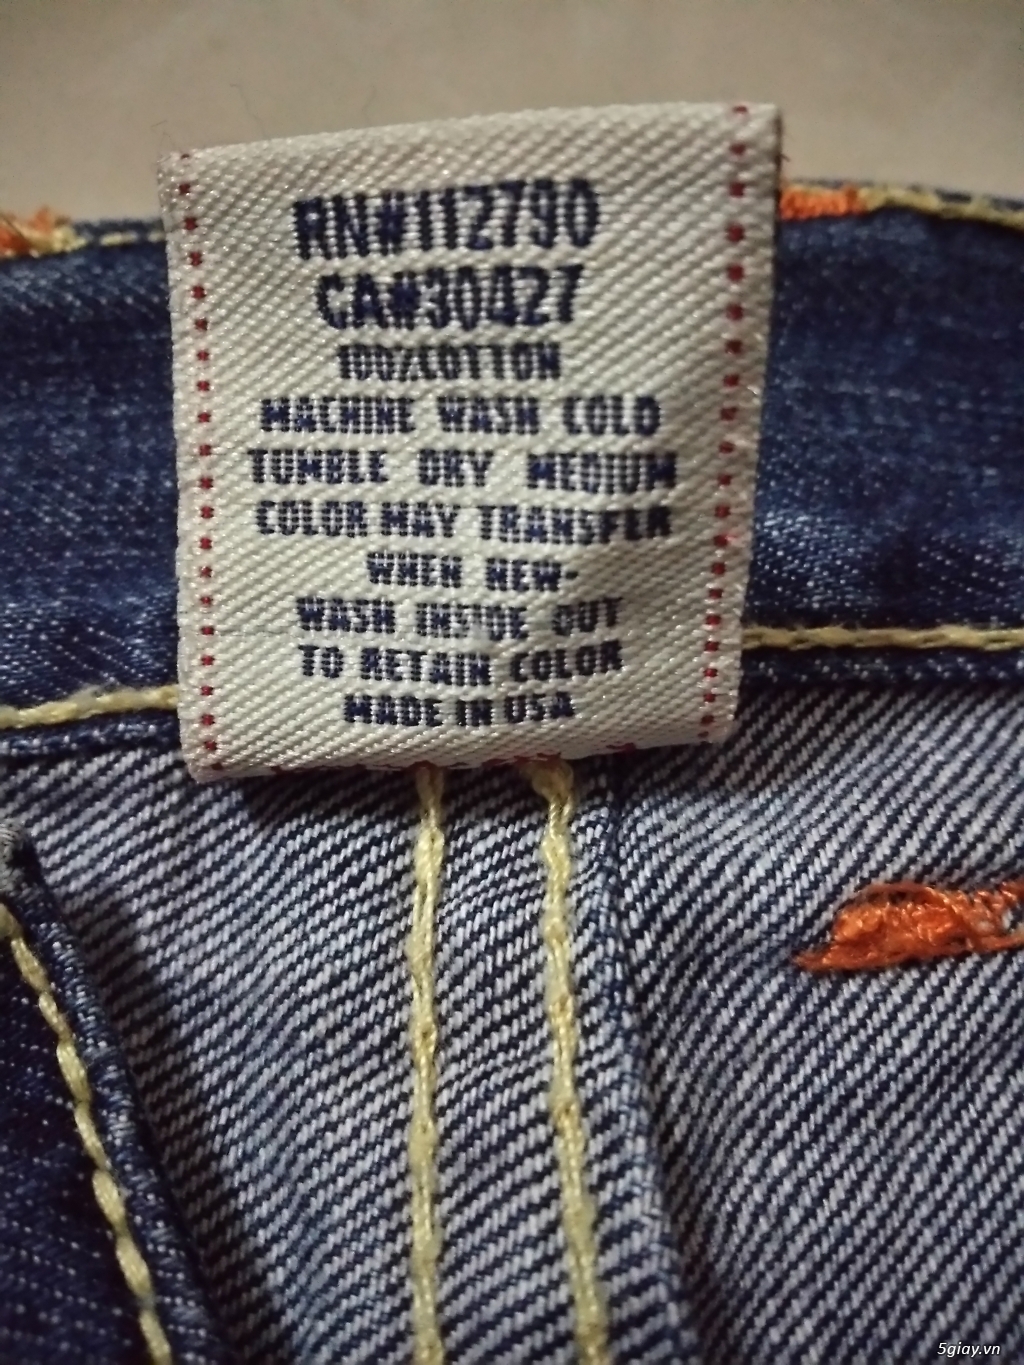 RN#112790
CA#30427
100%COTTON
MACHINE WASH COLD
TUMBLE DRY MEDIUM
COLOR MAY TRANSFER
WHEN NEW-
WASH INSIDE OUT
TO RETAIN COLOR
MADE IN USA
5giay.vn